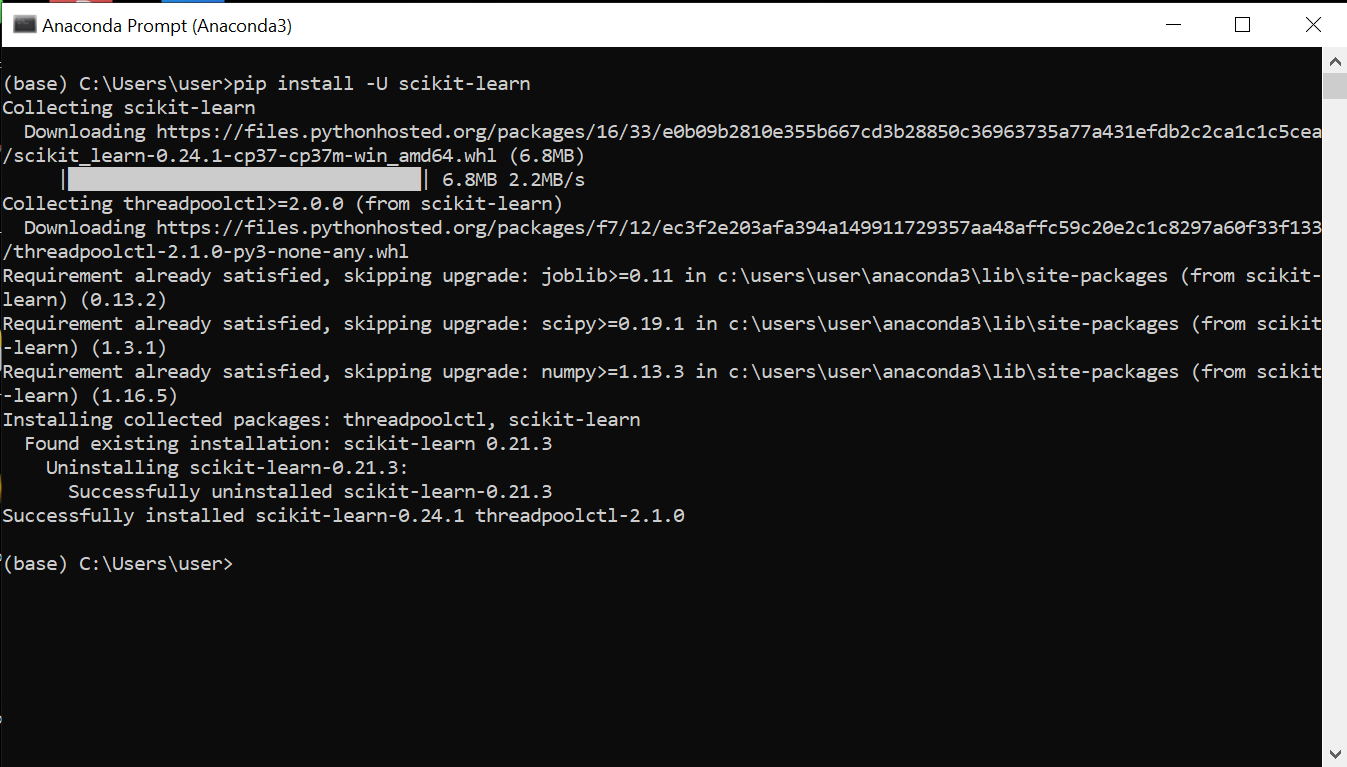 Anaconda Prompt (Anaconda3)
(base) C:\Users\user>pip install -U scikit-learn
Collecting scikit-learn
  Downloading https://files.pythonhosted.org/packages/16/33/e0b09b2810e355b667cd3b28850c36963735a77a431efdb2c2ca1c1c5cea
/scikit_learn-0.24.1-cp37-cp37m-win_amd64.whl (6.8MB)
     |████████████████████████████████| 6.8MB 2.2MB/s
Collecting threadpoolctl>=2.0.0 (from scikit-learn)
  Downloading https://files.pythonhosted.org/packages/f7/12/ec3f2e203afa394a149911729357aa48affc59c20e2c1c8297a60f33f133
/threadpoolctl-2.1.0-py3-none-any.whl
Requirement already satisfied, skipping upgrade: joblib>=0.11 in c:\users\user\anaconda3\lib\site-packages (from scikit-
learn) (0.13.2)
Requirement already satisfied, skipping upgrade: scipy>=0.19.1 in c:\users\user\anaconda3\lib\site-packages (from scikit
-learn) (1.3.1)
Requirement already satisfied, skipping upgrade: numpy>=1.13.3 in c:\users\user\anaconda3\lib\site-packages (from scikit
-learn) (1.16.5)
Installing collected packages: threadpoolctl, scikit-learn
  Found existing installation: scikit-learn 0.21.3
    Uninstalling scikit-learn-0.21.3:
      Successfully uninstalled scikit-learn-0.21.3
Successfully installed scikit-learn-0.24.1 threadpoolctl-2.1.0
(base) C:\Users\user>